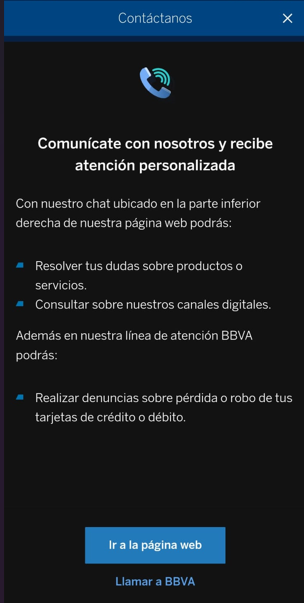 Contáctanos
Comunícate con nosotros y recibe
atención personalizada
Con nuestro chat ubicado en la parte inferior
derecha de nuestra página web podrás:
Resolver tus dudas sobre productos o
servicios.
Consultar sobre nuestros canales digitales.
Además en nuestra línea de atención BBVA
podrás:
Realizar denuncias sobre pérdida o robo de tus
tarjetas de crédito o débito.
Ir a la página web
Llamar a BBVA